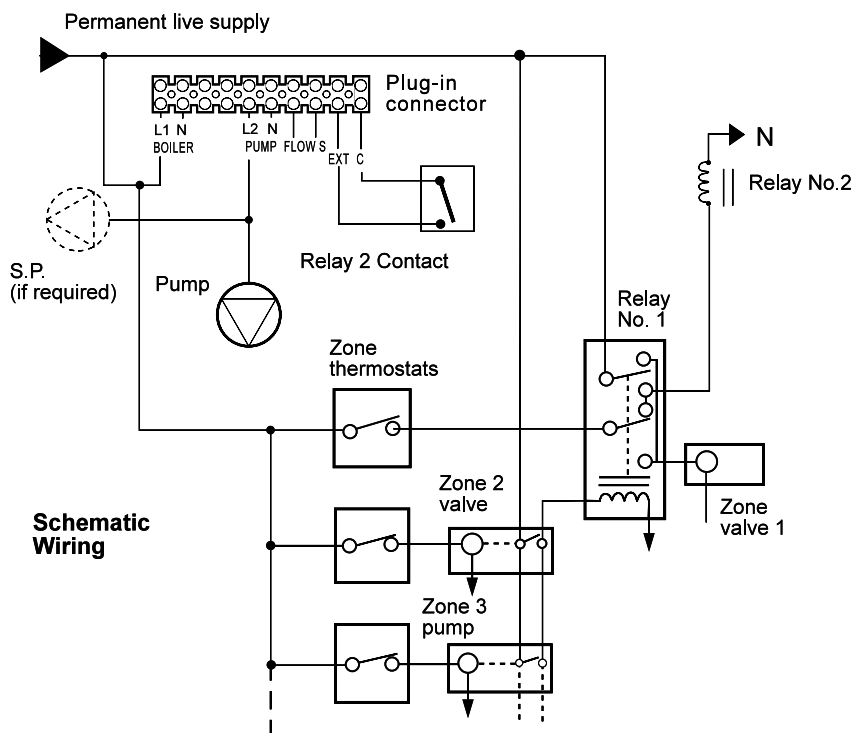 Permanent live supply
Plug-in
connector
L1 N
L2 N
BOILER
PUMP
FLOW S
EXT C
N
Relay No.2
S.P.
(if required)
Relay 2 Contact
Pump
Relay
No. 1
Zone
thermostats
Zone 2
valve
Zone
valve 1
Schematic
Wiring
Zone 3
pump